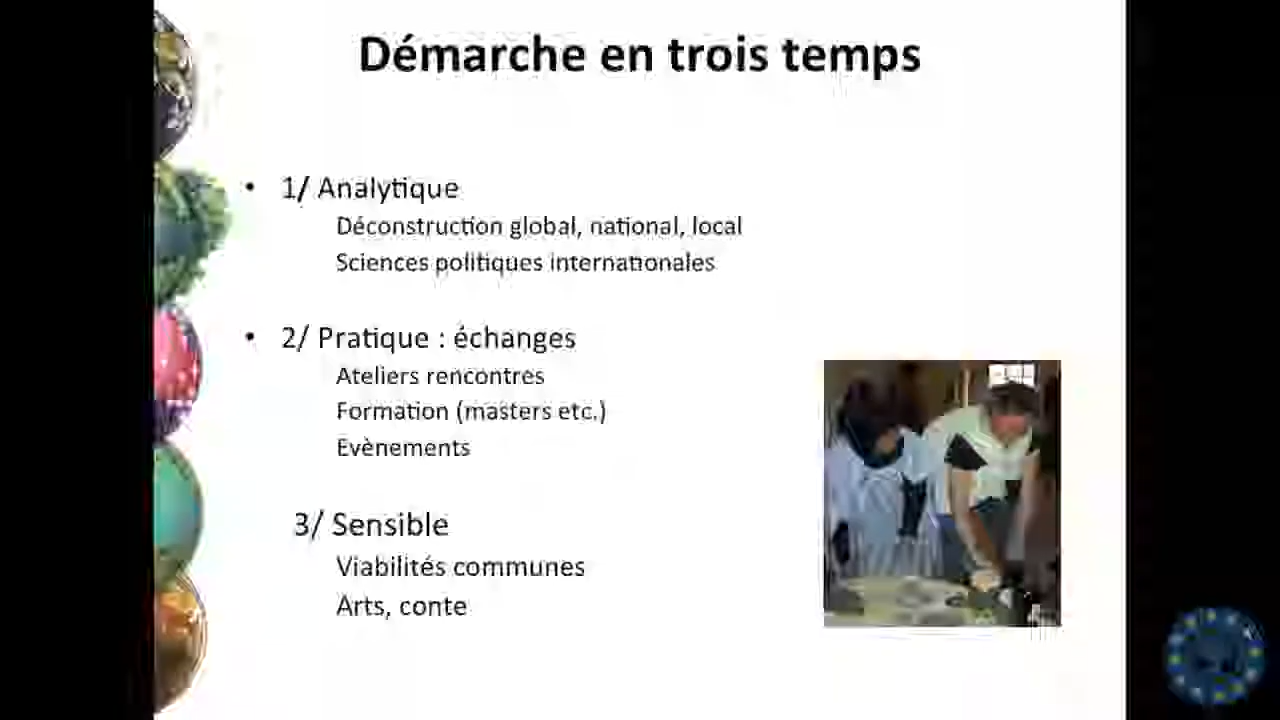 Démarche en trois temps
• 1/ Analytique
Déconstruction global, national, local
Sciences politiques internationales
• 2/ Pratique : échanges
Ateliers rencontres
Formation (masters etc.)
Evènements
3/ Sensible
Viabilités communes
Arts, conte